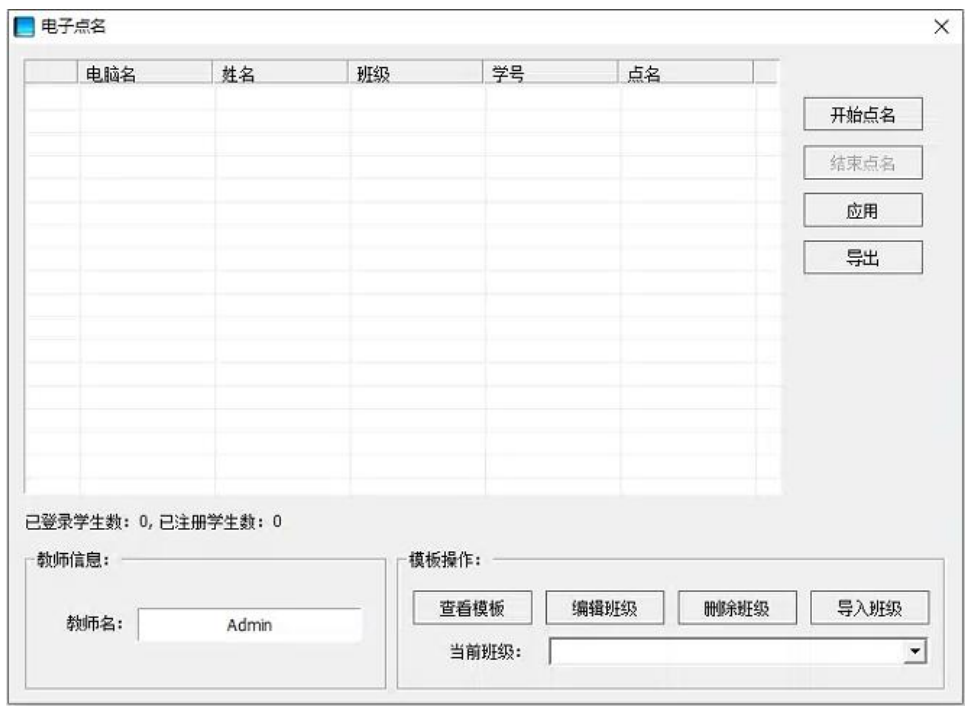 电子点名
电脑名 姓名 班级 学号 点名
开始点名
结束点名
应用
导出
已登录学生数: 0, 已注册学生数: 0
教师信息:
教师名: Admin
模板操作:
查看模板 编辑班级 删除班级 导入班级
当前班级: